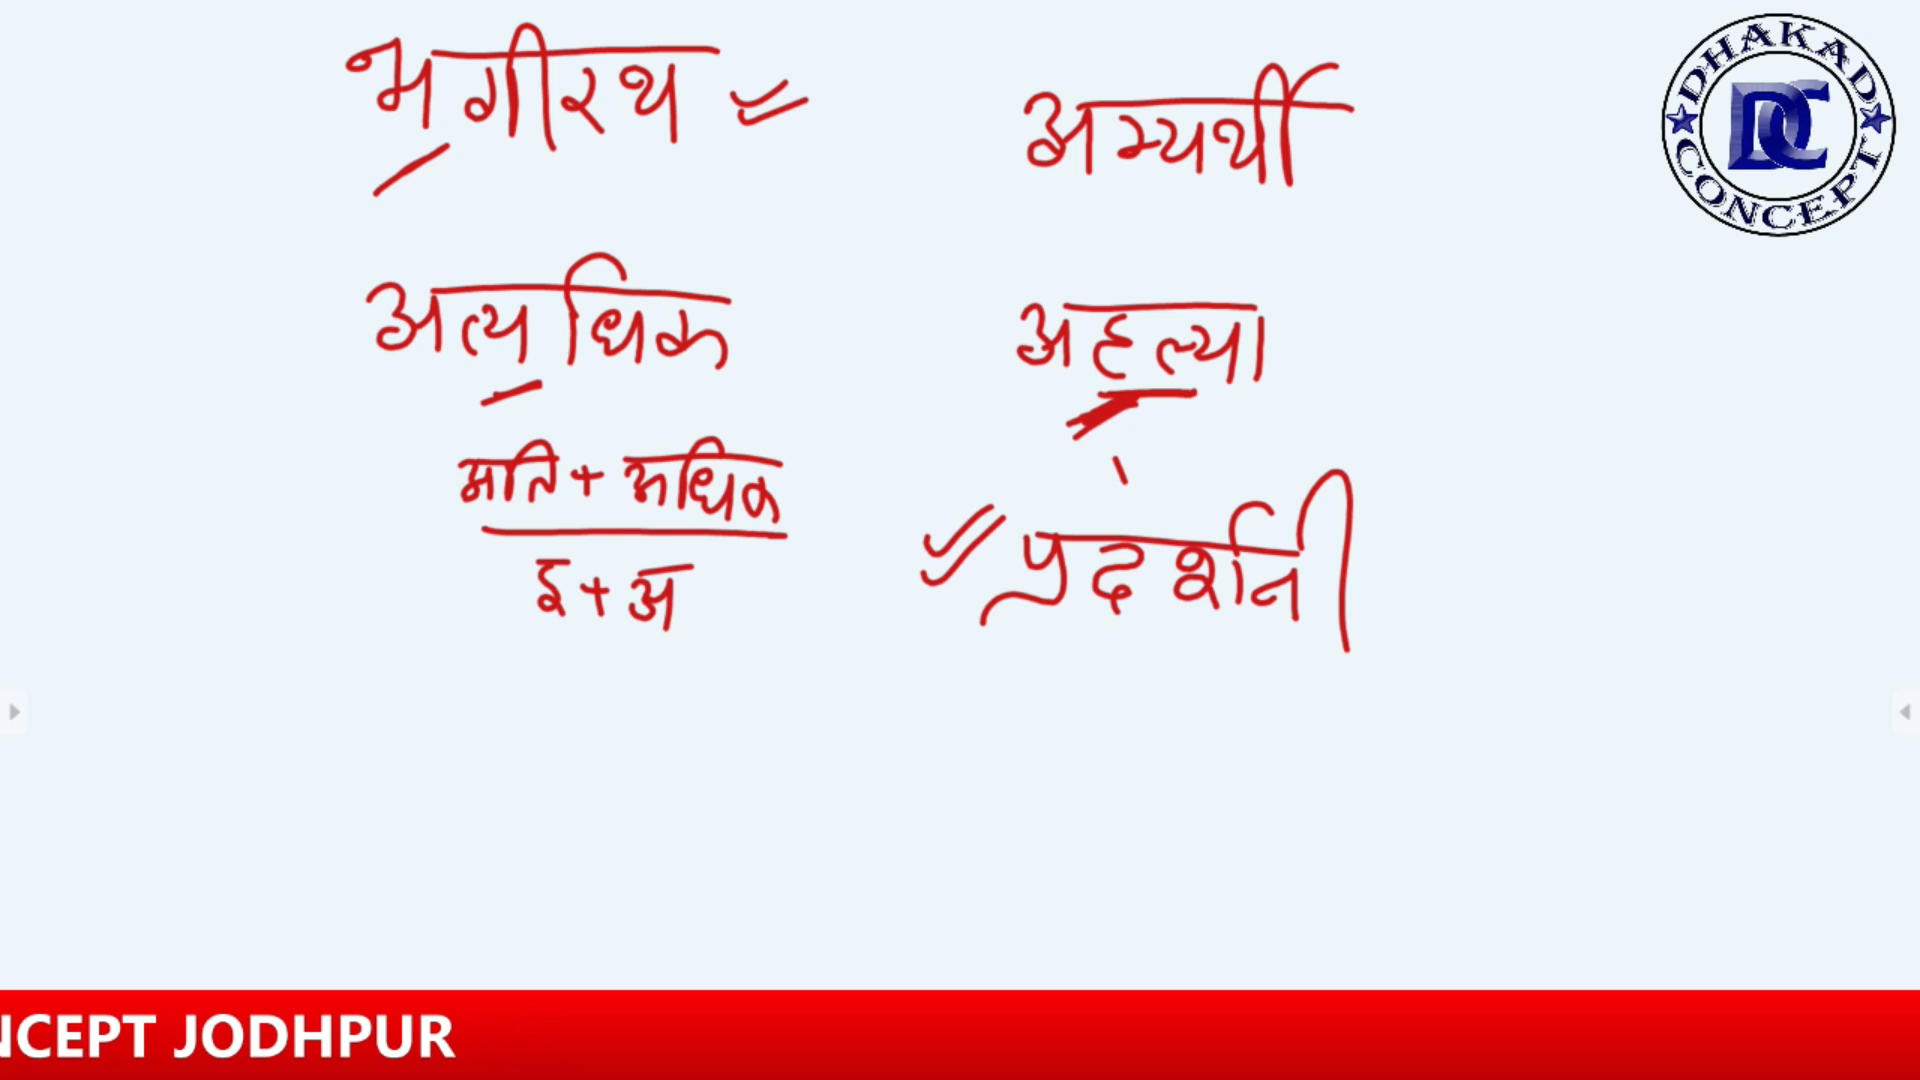 भगीरथ
अभ्यर्थी
अत्यधिक
अहल्या
अति + अधिक
इ + अ
प्रदर्शनी
DHAKAD CONCEPT
DC
NCEPT JODHPUR